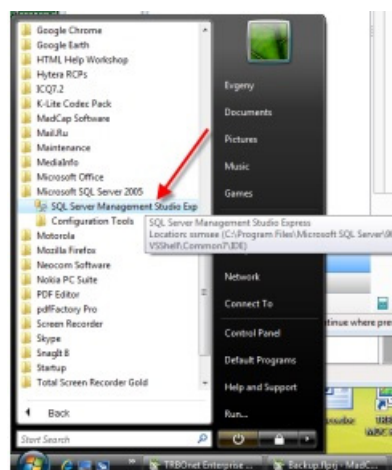 Google Chrome
Google Earth
HTML Help Workshop
Hytera RCPs
ICQ7.2
K-Lite Codec Pack
MadCap Software
Mail.Ru
Maintenance
MediaInfo
Microsoft Office
Microsoft SQL Server 2005
SQL Server Management Studio Exp
Configuration Tools
Motorola
Mozilla Firefox
Neocom Software
Nokia PC Suite
PDF Editor
pdfFactory Pro
Screen Recorder
Skype
SnagIt 8
Startup
Total Screen Recorder Gold
Back
Start Search
Evgeny
Documents
Pictures
Music
Games
SQL Server Management Studio Express
Location: ssmsee (C:\Program Files\Microsoft SQL Server\9
VSShell\Common7\IDE)
Network
Connect To
Control Panel
Default Programs
Help and Support
Run...
tinue where pre
TRBOnet Enterprise ...
Backup.flprj - MadC